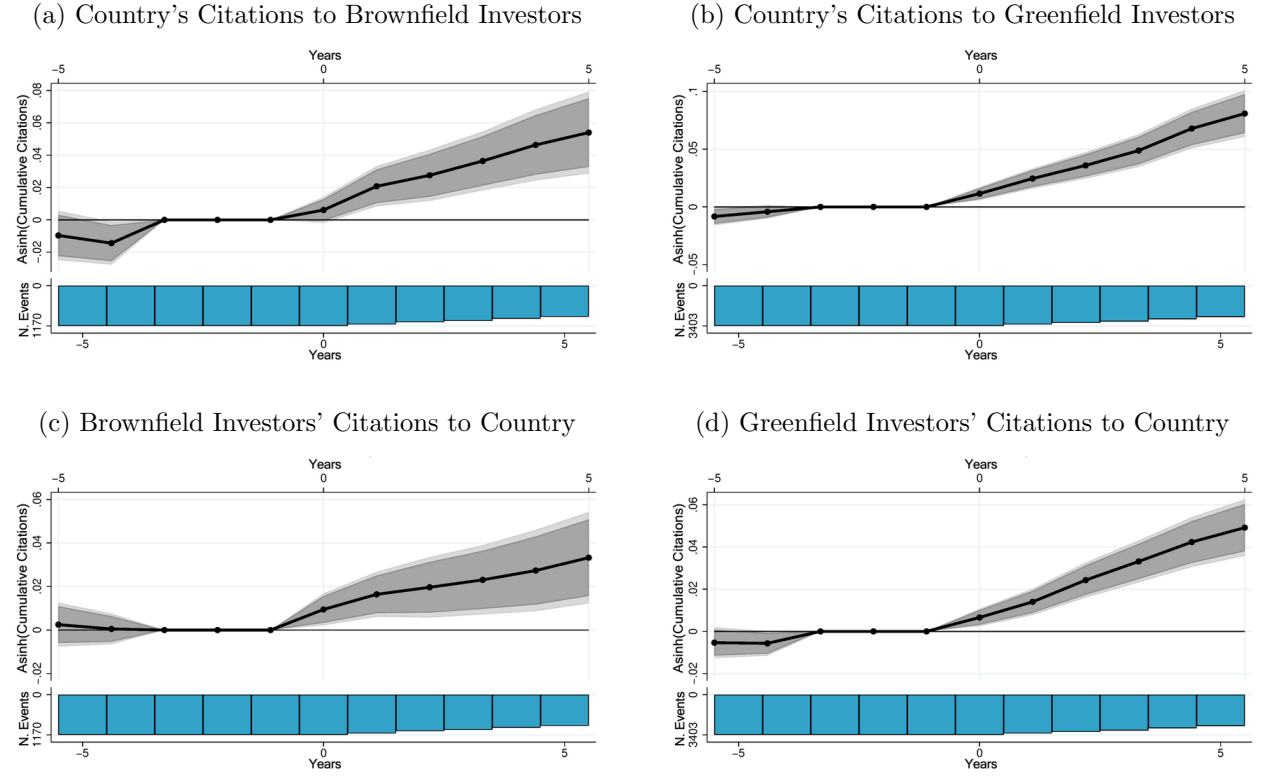 (a) Country's Citations to Brownfield Investors
Years
−5 0 5
Asinh(Cumulative Citations)
.08
.06
.04
.02
0
−.02
N. Events
0
1170
−5 0 5
Years
(b) Country's Citations to Greenfield Investors
Years
−5 0 5
Asinh(Cumulative Citations)
.1
.05
0
−.05
N. Events
0
3403
−5 0 5
Years
(c) Brownfield Investors' Citations to Country
Years
−5 0 5
Asinh(Cumulative Citations)
.06
.04
.02
0
−.02
N. Events
0
1170
−5 0 5
Years
(d) Greenfield Investors' Citations to Country
Years
−5 0 5
Asinh(Cumulative Citations)
.06
.04
.02
0
−.02
N. Events
0
3403
−5 0 5
Years